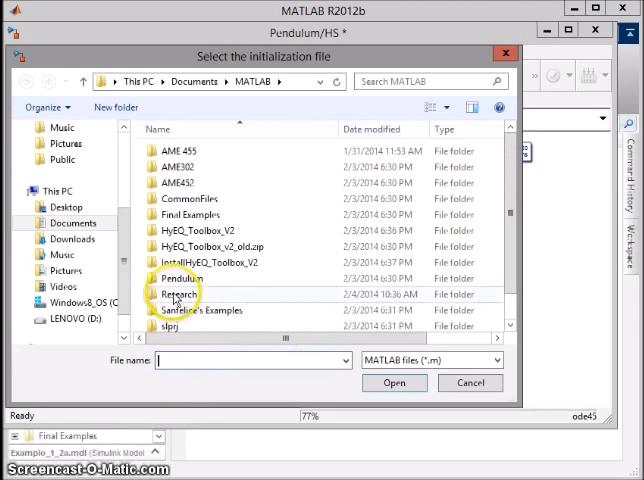 MATLAB R2012b
Pendulum/HS *
Select the initialization file
This PC
Documents
MATLAB
Search MATLAB
Organize
New folder
Name
Date modified
Type
Music
Pictures
Public
This PC
Desktop
Documents
Downloads
Music
Pictures
Videos
Windows8_OS (C
LENOVO (D:)
AME 455 1/31/2014 11:53 AM File folder
AME302 2/3/2014 6:30 PM File folder
AME452 2/3/2014 6:30 PM File folder
CommonFiles 2/3/2014 6:30 PM File folder
Final Examples 2/3/2014 6:30 PM File folder
HyEQ_Toolbox_V2 2/3/2014 6:30 PM File folder
HyEQ_Toolbox_v2_old.zip 2/3/2014 6:30 PM File folder
InstallHyEQ_Toolbox_V2 2/3/2014 6:37 PM File folder
Pendulum 2/3/2014 6:30 PM File folder
Research 2/4/2014 10:36 AM File folder
Sanfelice's Examples 2/3/2014 6:31 PM File folder
slprj 2/3/2014 6:31 PM File folder
File name:
MATLAB files (*.m)
Open
Cancel
Ready
77%
ode45
Command History
Workspace
Final Examples
Example_1_2a.mdl (Simulink Model)
Screencast-O-Matic.com